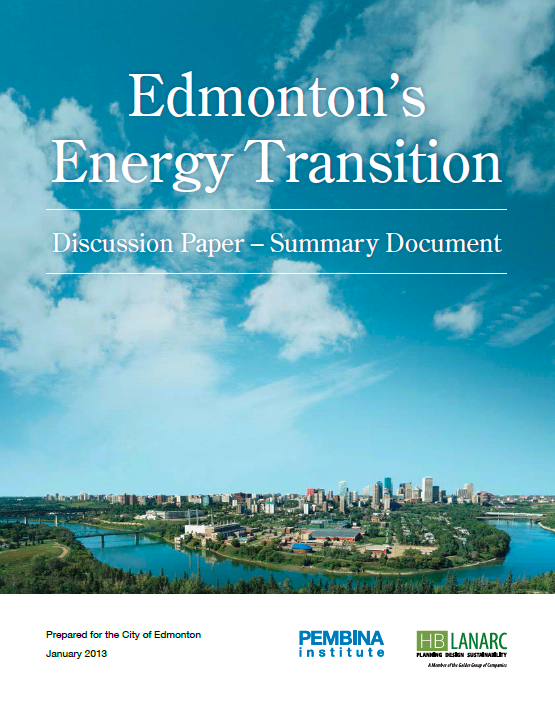 Edmonton's
Energy Transition
Discussion Paper – Summary Document
Prepared for the City of Edmonton
January 2013
PEMBINA
institute
HB LANARC
PLANNING DESIGN SUSTAINABILITY
A Member of the Golder Group of Companies